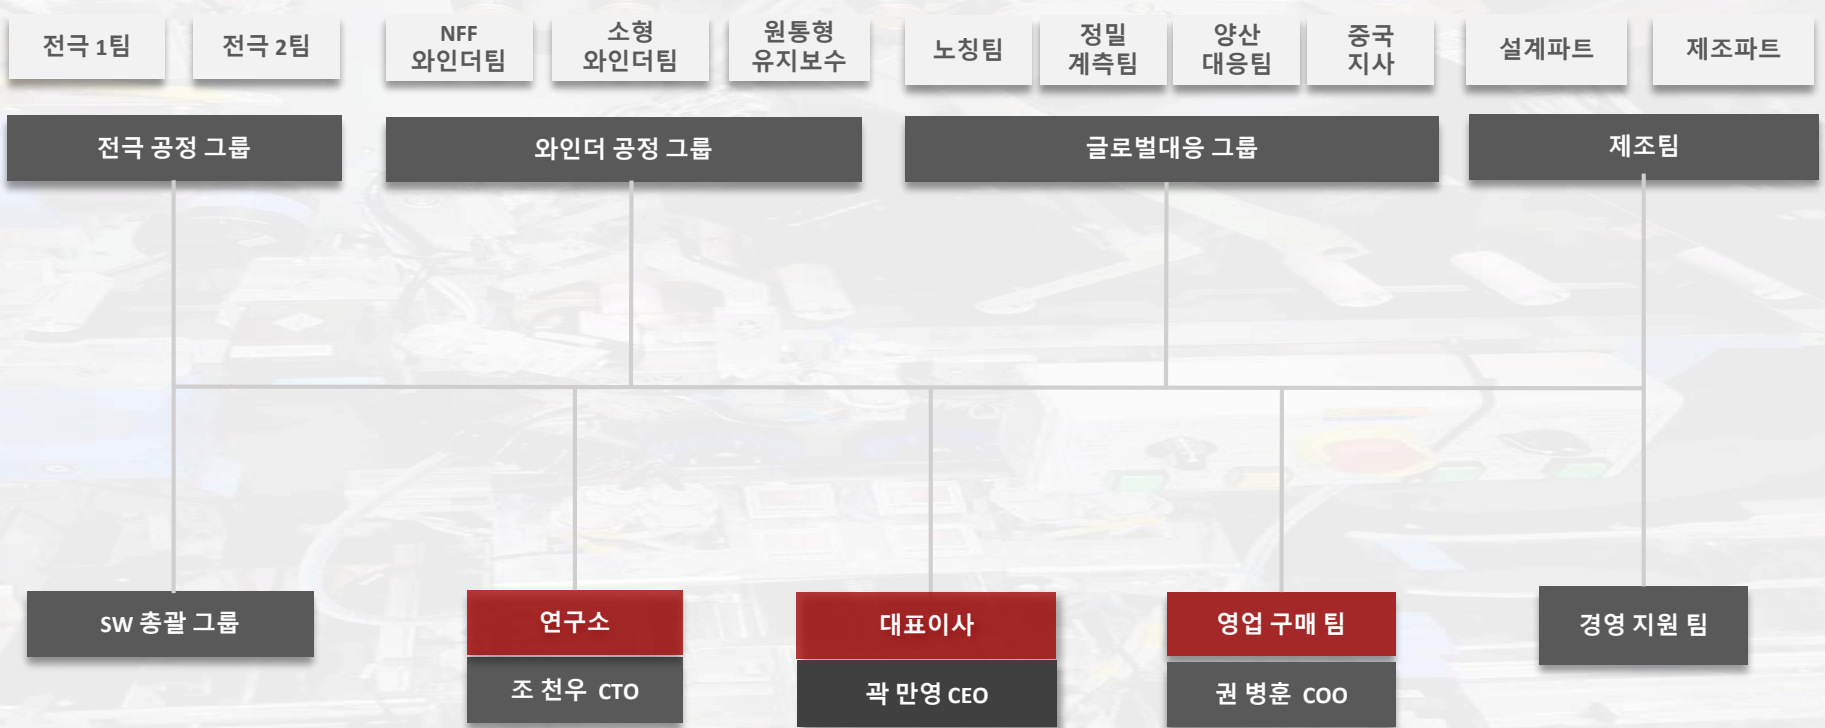 전극 1팀
전극 2팀
NFF
와인더팀
소형
와인더팀
원통형
유지보수
노칭팀
정밀
계측팀
양산
대응팀
중국
지사
설계파트
제조파트
전극 공정 그룹
와인더 공정 그룹
글로벌대응 그룹
제조팀
SW 총괄 그룹
연구소
조 천우 CTO
대표이사
곽 만영 CEO
영업 구매 팀
권 병훈 COO
경영 지원 팀